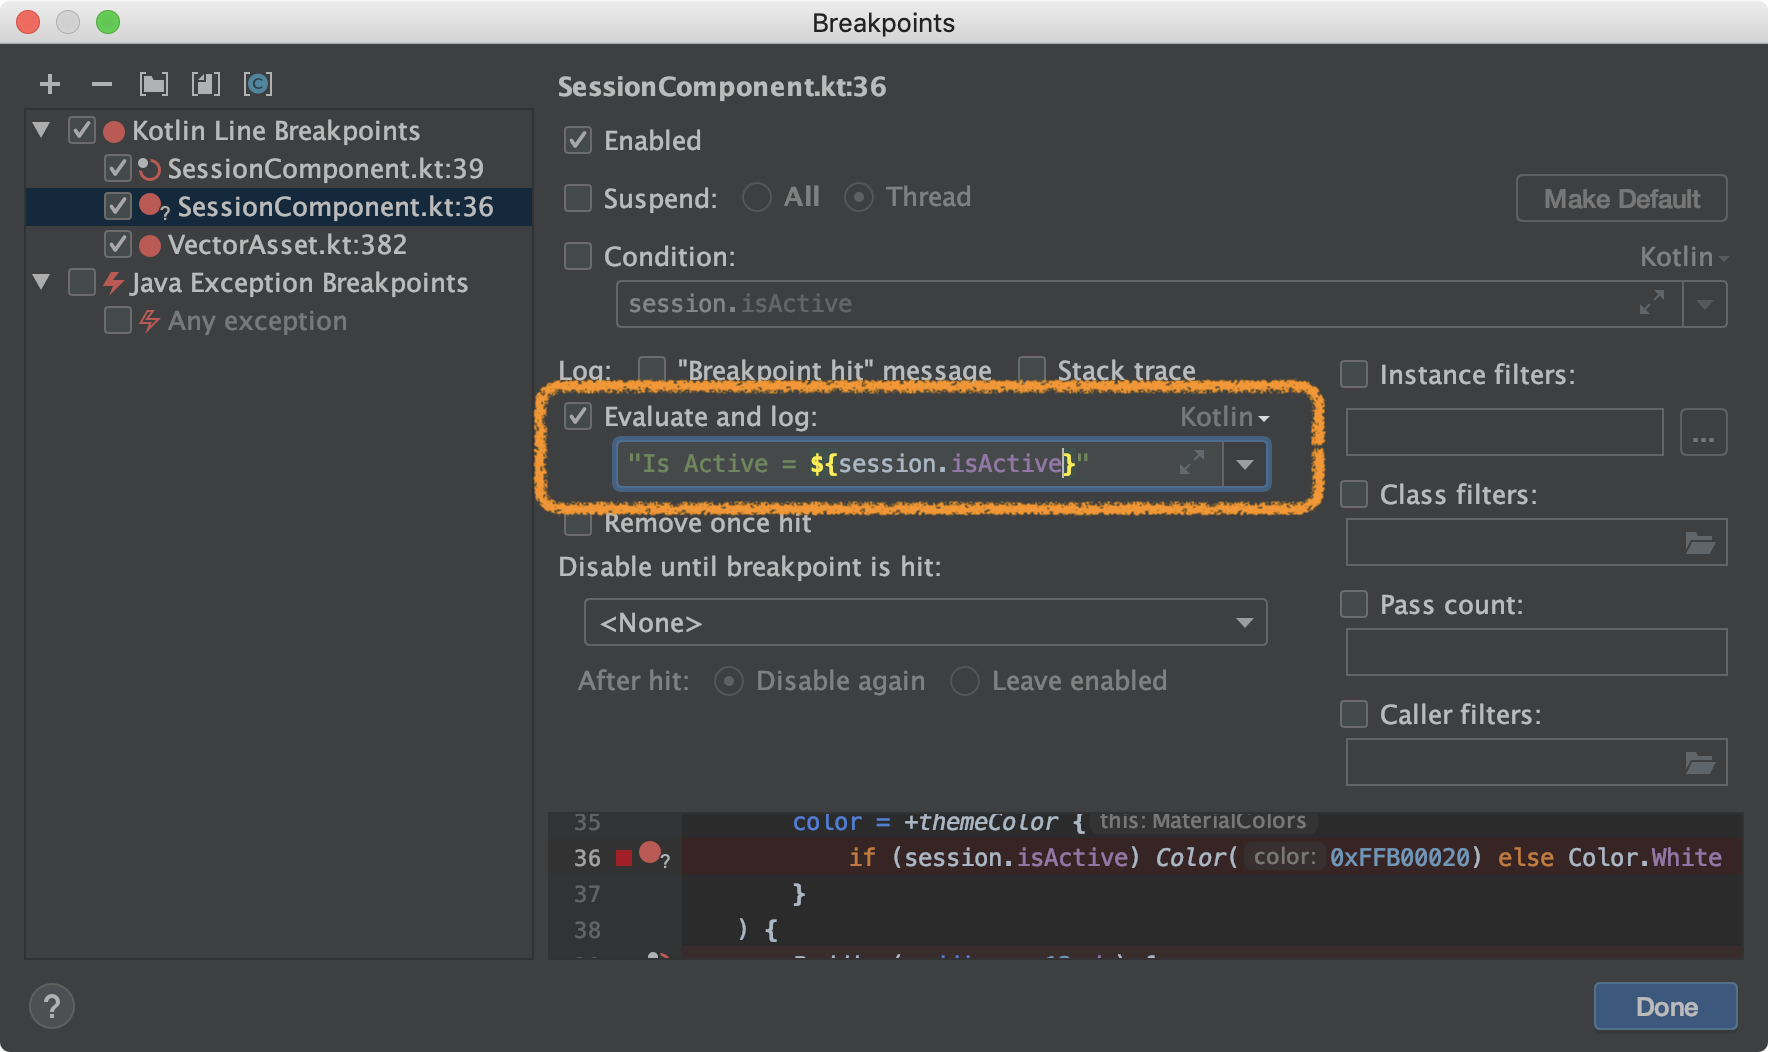 Breakpoints
SessionComponent.kt:36
Kotlin Line Breakpoints
SessionComponent.kt:39
SessionComponent.kt:36
VectorAsset.kt:382
Java Exception Breakpoints
Any exception
Enabled
Suspend: All Thread
Make Default
Condition: Kotlin
session.isActive
Log: "Breakpoint hit" message Stack trace
Evaluate and log: Kotlin
"Is Active = ${session.isActive}"
Remove once hit
Disable until breakpoint is hit:
<None>
After hit: Disable again Leave enabled
Instance filters:
...
Class filters:
Pass count:
Caller filters:
35 color = +themeColor { this: MaterialColors
36 ? if (session.isActive) Color( color: 0xFFB00020) else Color.White
37 }
38 ) {
? Done